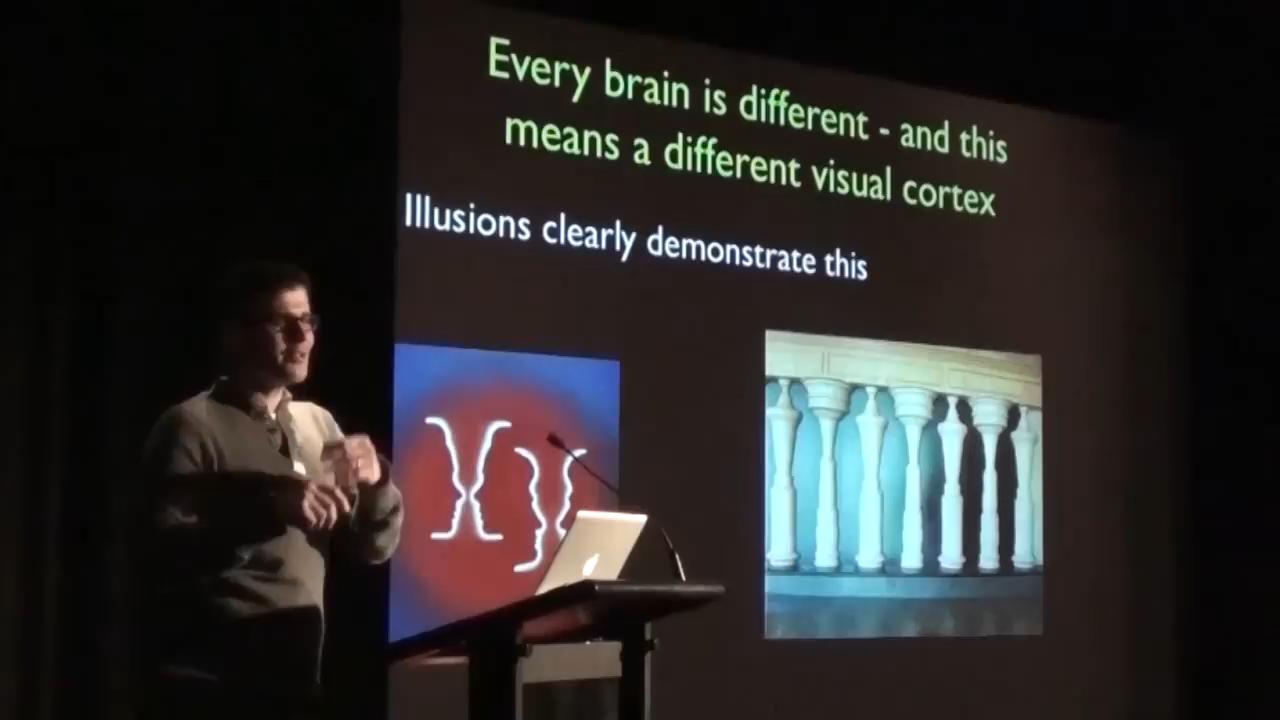 Every brain is different - and this
means a different visual cortex
Illusions clearly demonstrate this